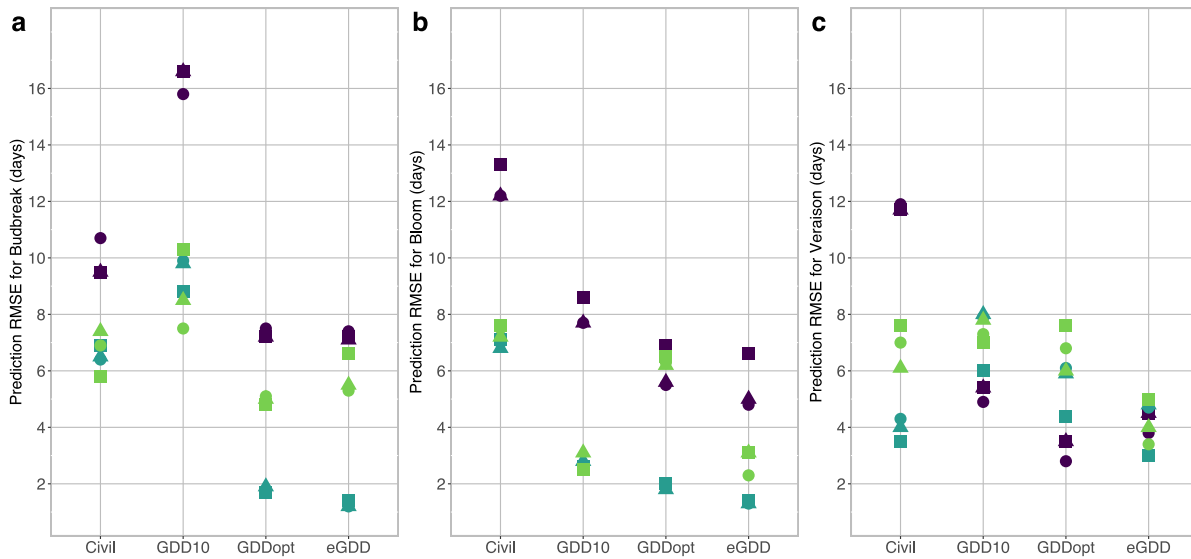 a
Prediction RMSE for Budbreak (days)
16
14
12
10
8
6
4
2
Civil GDD10 GDDopt eGDD
b
Prediction RMSE for Bloom (days)
16
14
12
10
8
6
4
2
Civil GDD10 GDDopt eGDD
c
Prediction RMSE for Veraison (days)
16
14
12
10
8
6
4
2
Civil GDD10 GDDopt eGDD